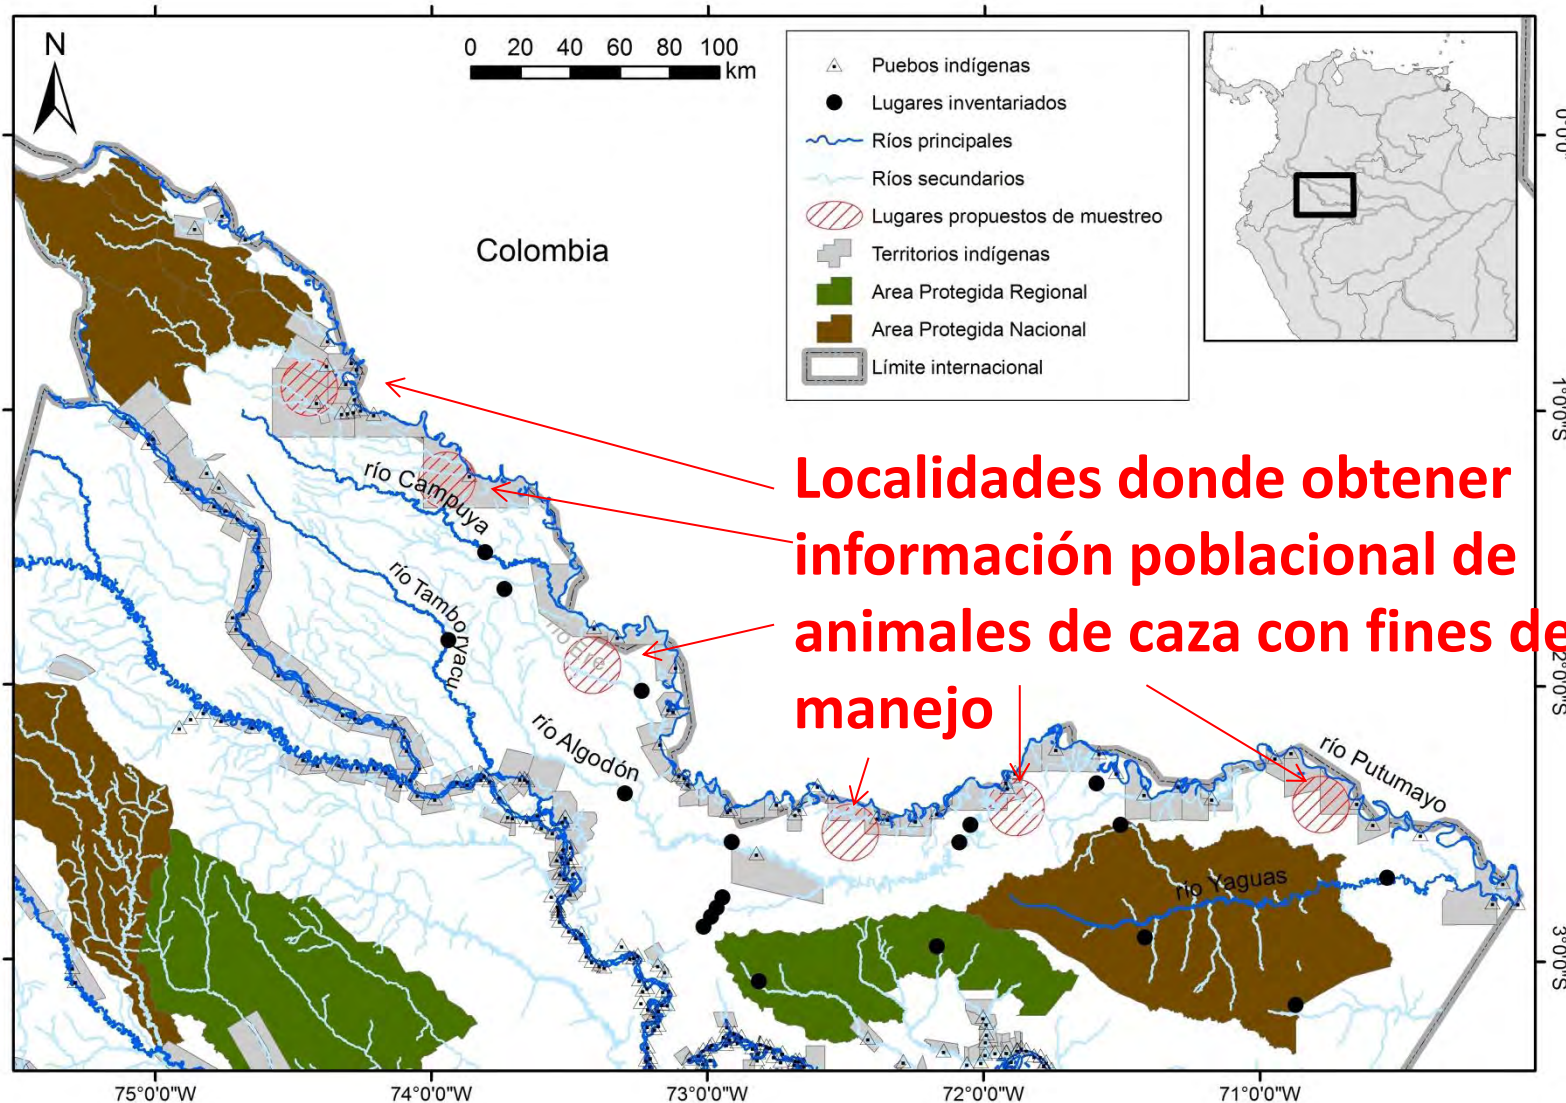 N
0 20 40 60 80 100
km
Puebos indígenas
Lugares inventariados
Ríos principales
Ríos secundarios
Lugares propuestos de muestreo
Territorios indígenas
Area Protegida Regional
Area Protegida Nacional
Límite internacional
Colombia
0°0'0"
1°0'0"S
2°0'0"S
3°0'0"S
Localidades donde obtener
información poblacional de
animales de caza con fines de
manejo
río Campuya
río Tamboryacu
río Algodón
río Putumayo
río Yaguas
75°0'0"W 74°0'0"W 73°0'0"W 72°0'0"W 71°0'0"W